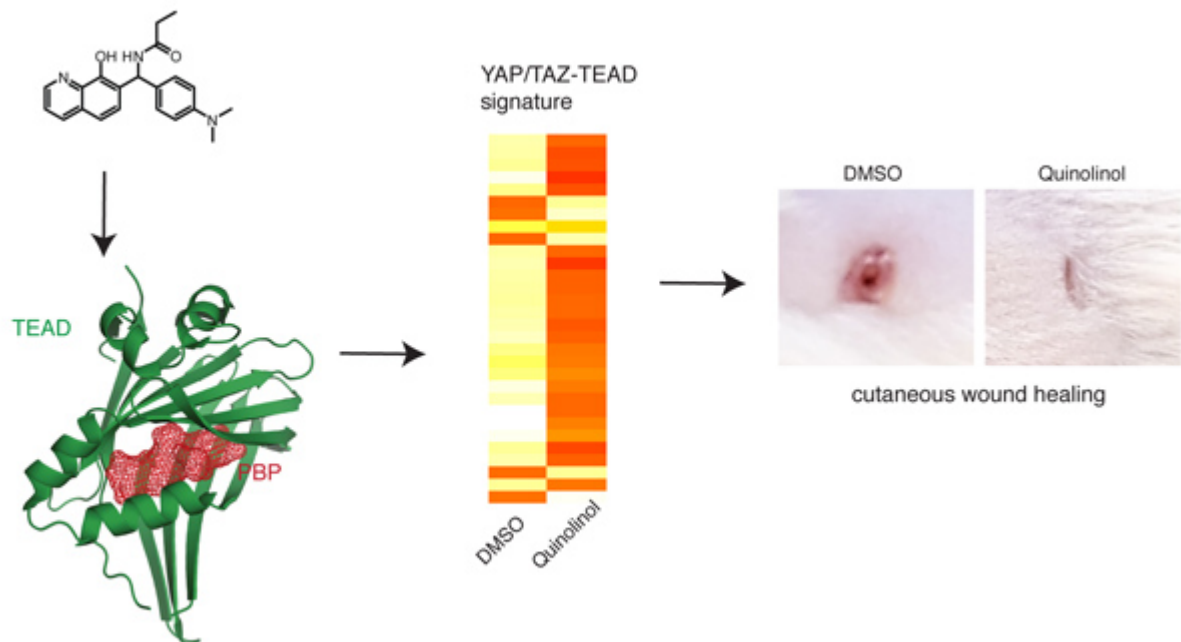 O
OH HN
N
N
YAP/TAZ-TEAD
signature
DMSO
Quinolinol
TEAD
PBP
cutaneous wound healing
DMSO
Quinolinol